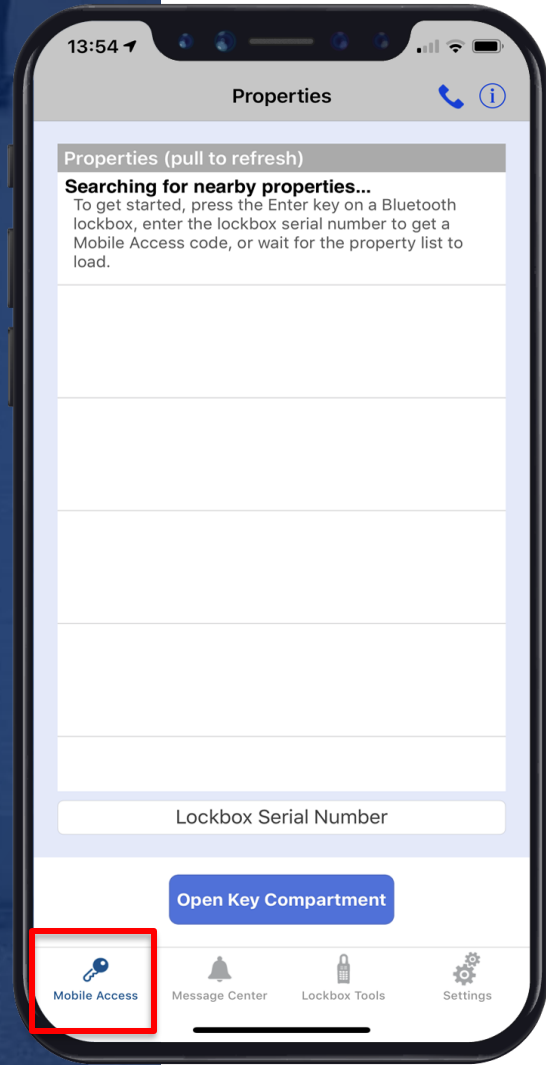 13:54
Properties
Properties (pull to refresh)
Searching for nearby properties...
To get started, press the Enter key on a Bluetooth
lockbox, enter the lockbox serial number to get a
Mobile Access code, or wait for the property list to
load.
Lockbox Serial Number
Open Key Compartment
Mobile Access
Message Center
Lockbox Tools
Settings